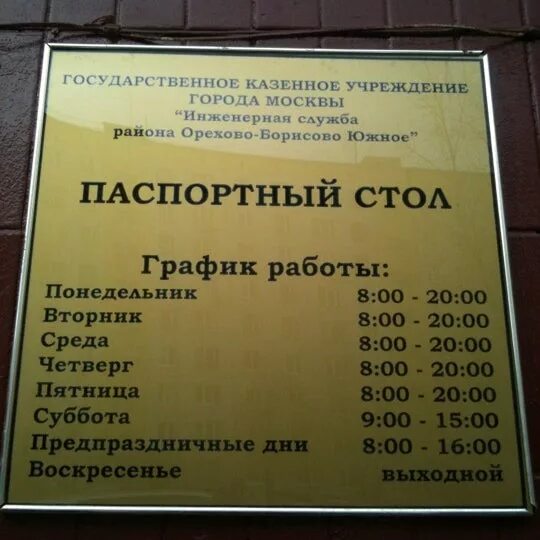 ГОСУДАРСТВЕННОЕ КАЗЕННОЕ УЧРЕЖДЕНИЕ
ГОРОДА МОСКВЫ
"Инженерная служба
района Орехово-Борисово Южное"
ПАСПОРТНЫЙ СТОЛ
График работы:
Понедельник 8:00 - 20:00
Вторник 8:00 - 20:00
Среда 8:00 - 20:00
Четверг 8:00 - 20:00
Пятница 8:00 - 20:00
Суббота 9:00 - 15:00
Предпраздничные дни 8:00 - 16:00
Воскресенье выходной